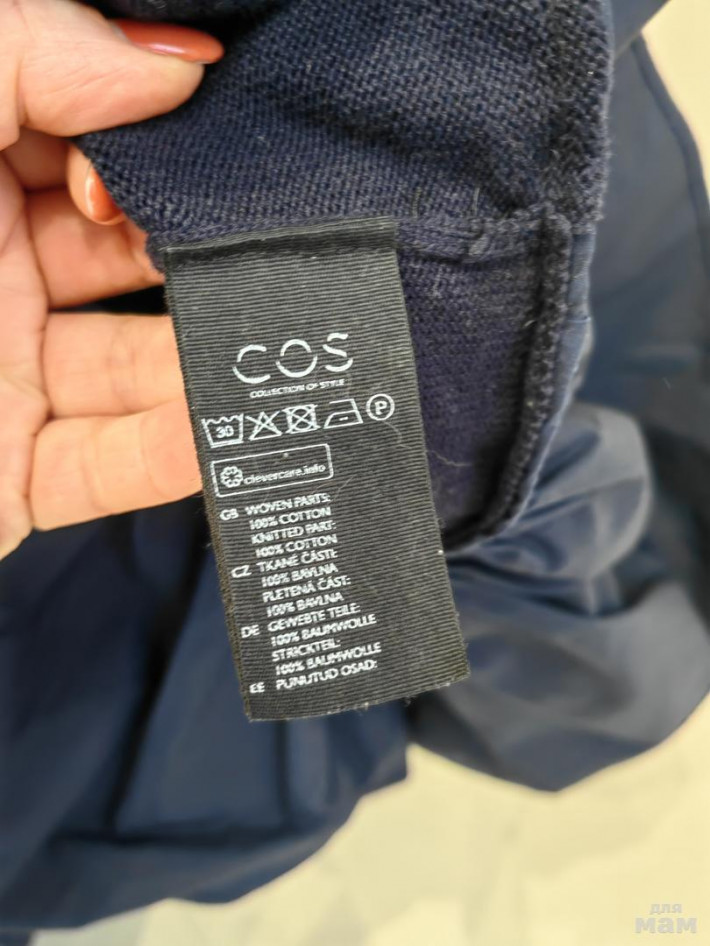 COS
COLLECTION OF STYLE
30 P
clevercare.info
GB WOVEN PARTS:
100% COTTON
KNITTED PART:
100% COTTON
CZ TKANÉ ČÁSTI:
100% BAVLNA
PLETENÁ ČÁST:
100% BAVLNA
DE GEWEBTE TEILE:
100% BAUMWOLLE
STRICKTEIL:
100% BAUMWOLLE
EE PUNUTUD OSAD:
для
мам